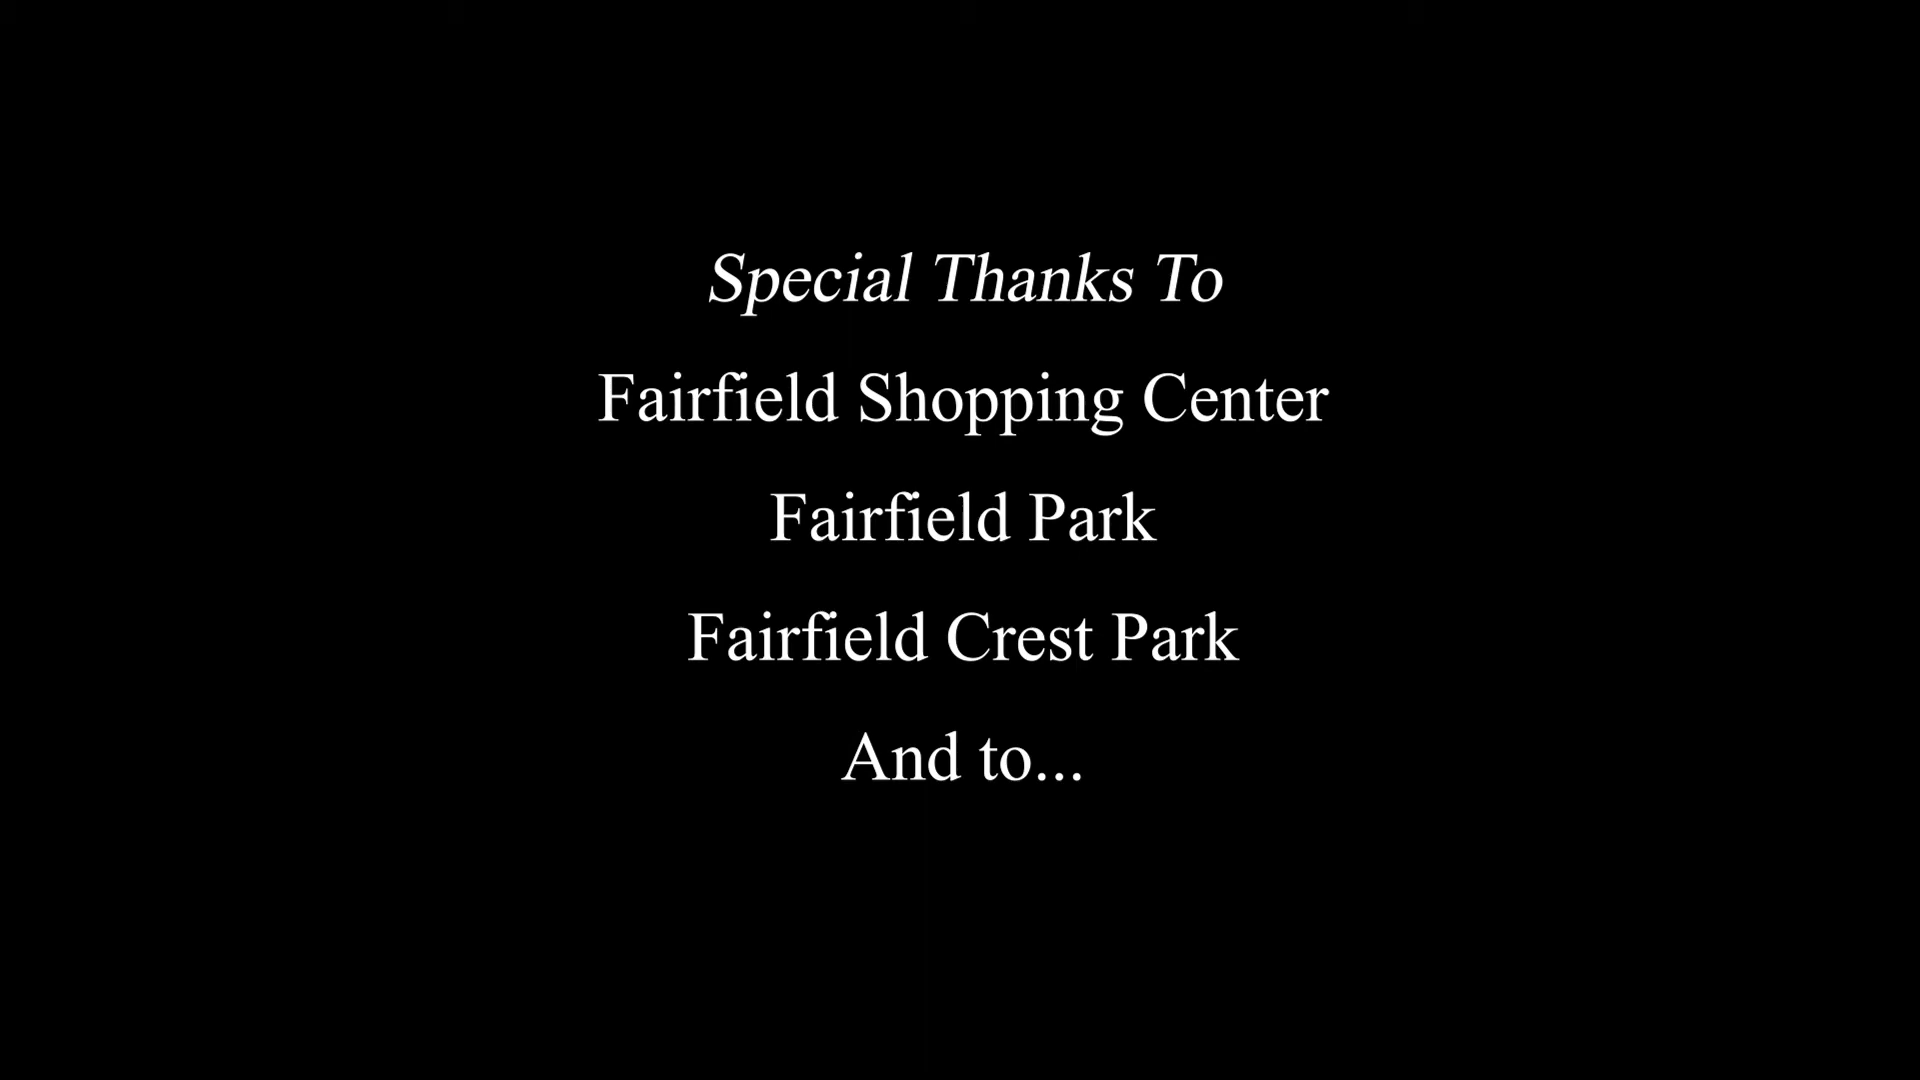 Special Thanks To
Fairfield Shopping Center
Fairfield Park
Fairfield Crest Park
And to...